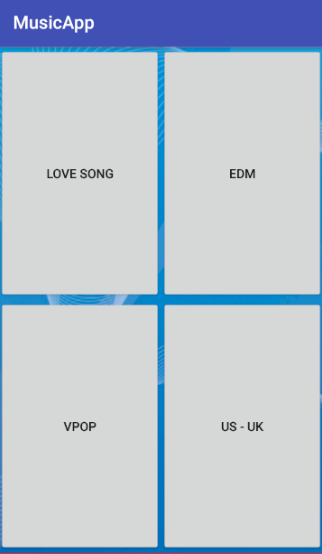 MusicApp
LOVE SONG
EDM
VPOP
US - UK